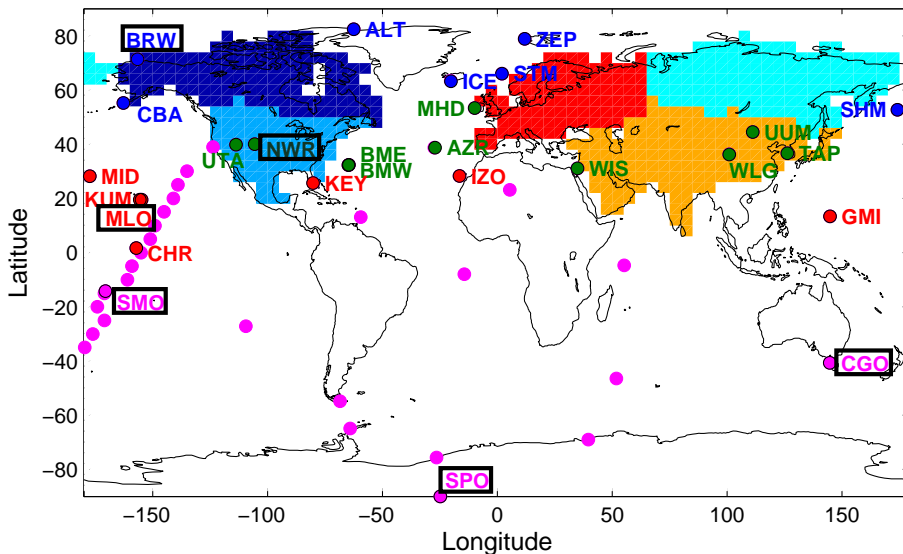 80
BRW
ALT
ZEP
ICE
STM
60
CBA
MHD
SHM
40
UTA
NWR
BME
BMW
AZR
WIS
UUM
WLG
TAP
MID
KEY
IZO
20
KUM
MLO
GMI
0
CHR
SMO
−20
−40
CGO
−60
−80
SPO
Latitude
−150
−100
−50
0
50
100
150
Longitude